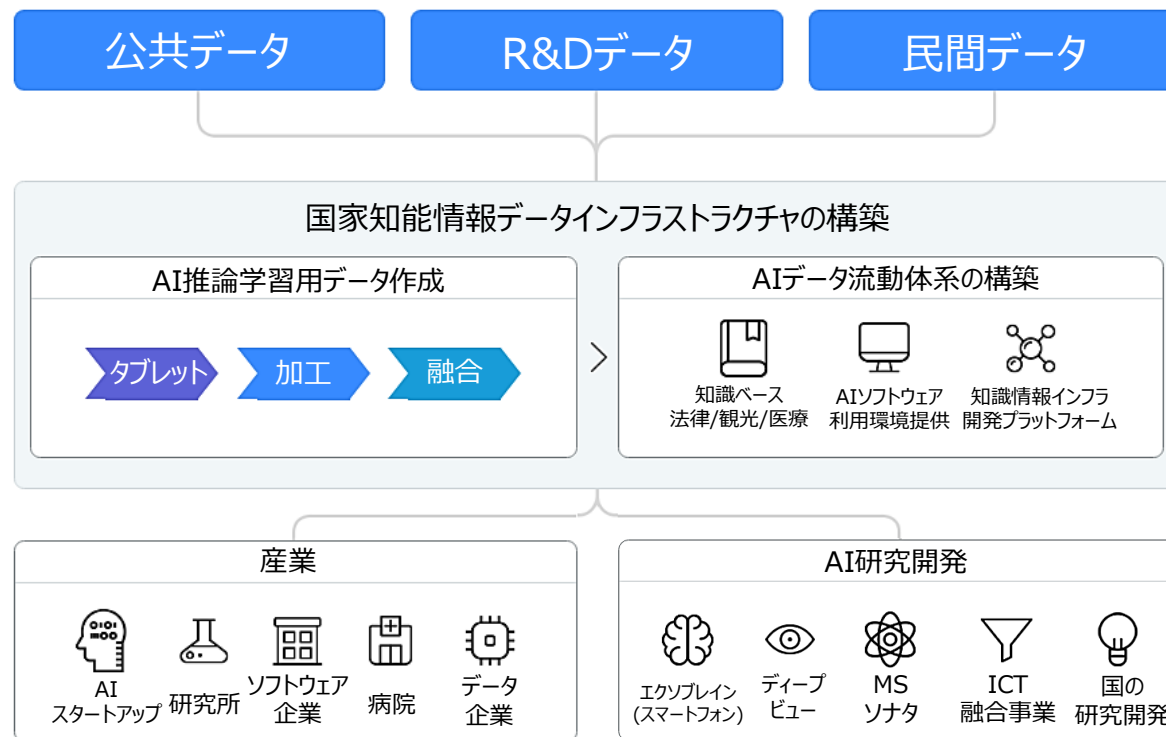 公共データ
R&Dデータ
民間データ
国家知能情報データインフラストラクチャの構築
AI推論学習用データ作成
タブレット
加工
融合
AIデータ流動体系の構築
知識ベース
法律/観光/医療
AIソフトウェア
利用環境提供
知識情報インフラ
開発プラットフォーム
産業
AI
スタートアップ
研究所
ソフトウェア
企業
病院
データ
企業
AI研究開発
エクソブレイン
(スマートフォン)
ディープ
ビュー
MS
ソナタ
ICT
融合事業
国の
研究開発